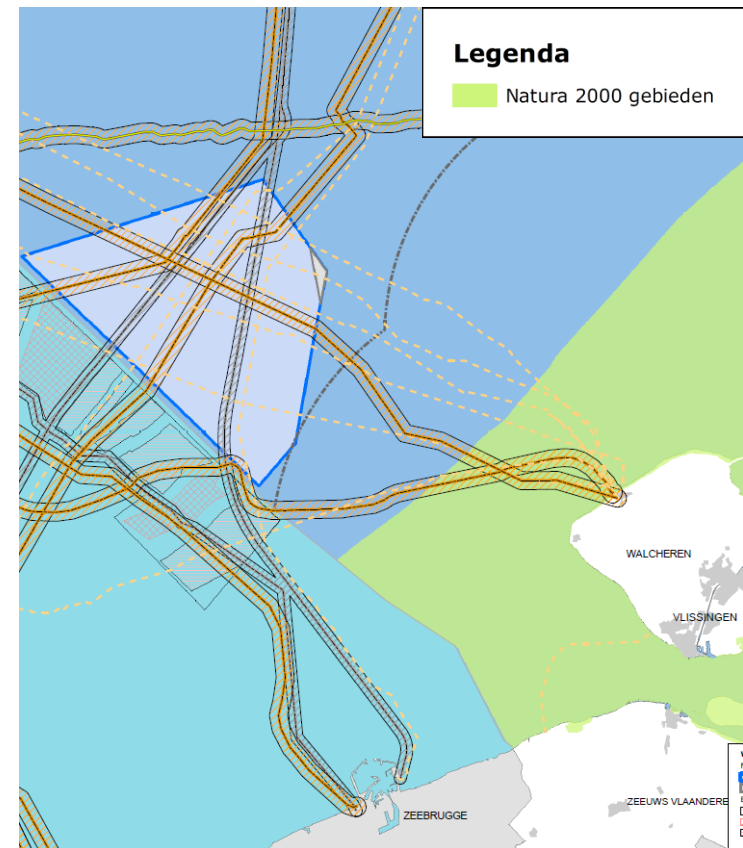 Legenda
Natura 2000 gebieden
WALCHEREN
VLISSINGEN
ZEEUWS VLAANDERE
ZEEBRUGGE